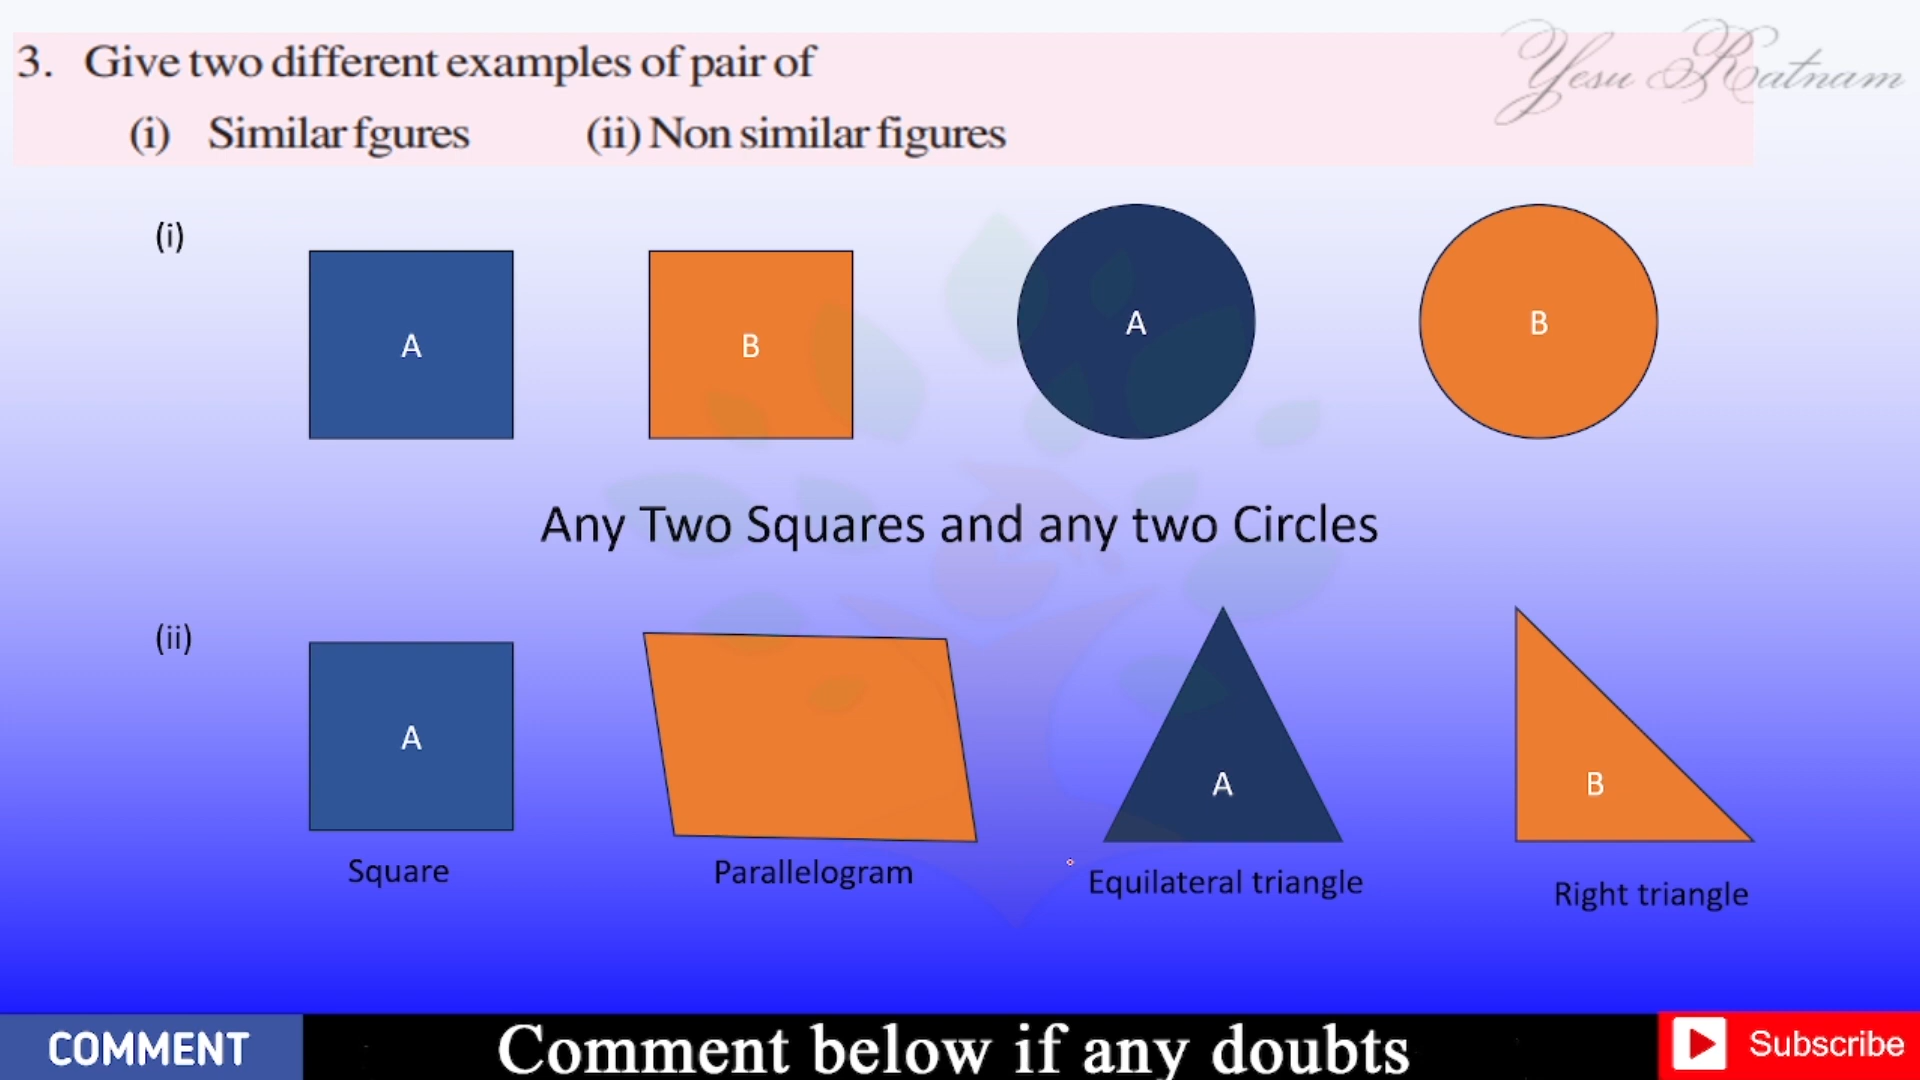 3. Give two different examples of pair of
Yesu Ratnam
(i) Similar fgures (ii) Non similar figures
(i)
A B A B
Any Two Squares and any two Circles
(ii)
A A B
Square Parallelogram Equilateral triangle Right triangle
COMMENT Comment below if any doubts Subscribe